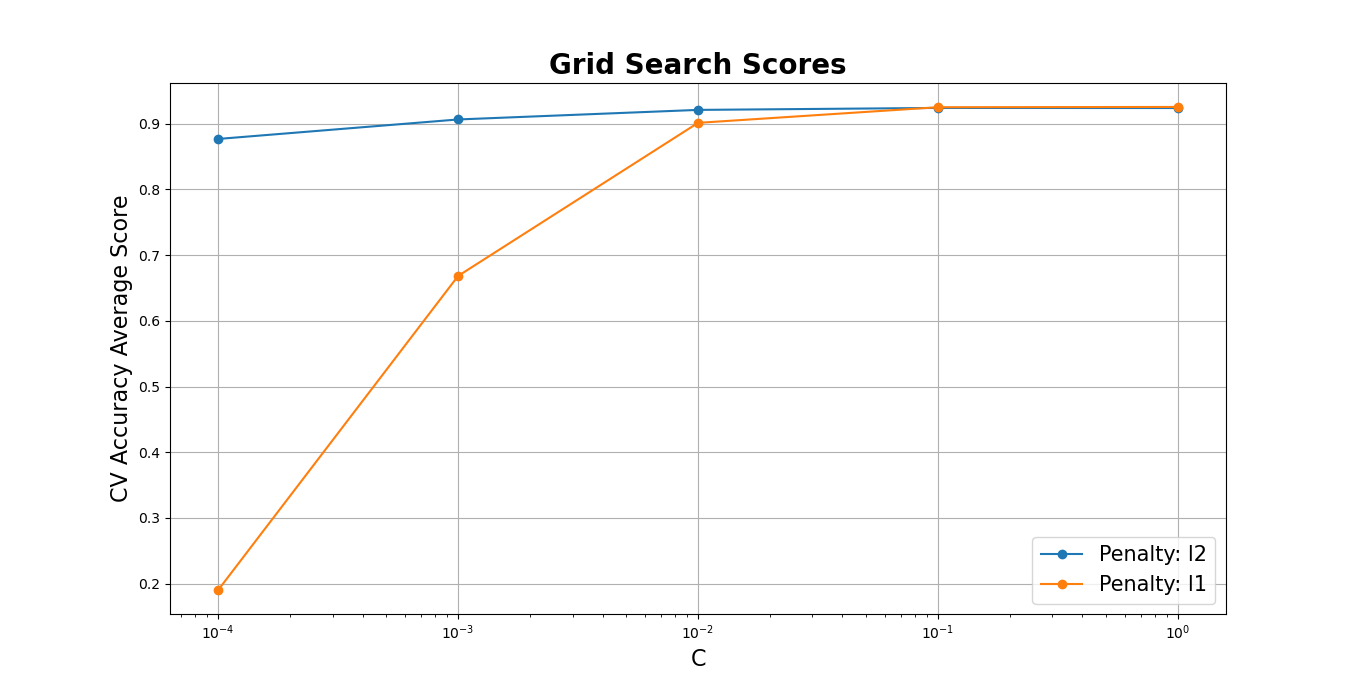 Grid Search Scores
CV Accuracy Average Score
0.9
0.8
0.7
0.6
0.5
0.4
0.3
0.2
Penalty: l2
Penalty: l1
10⁻⁴ 10⁻³ 10⁻² 10⁻¹ 10⁰
C